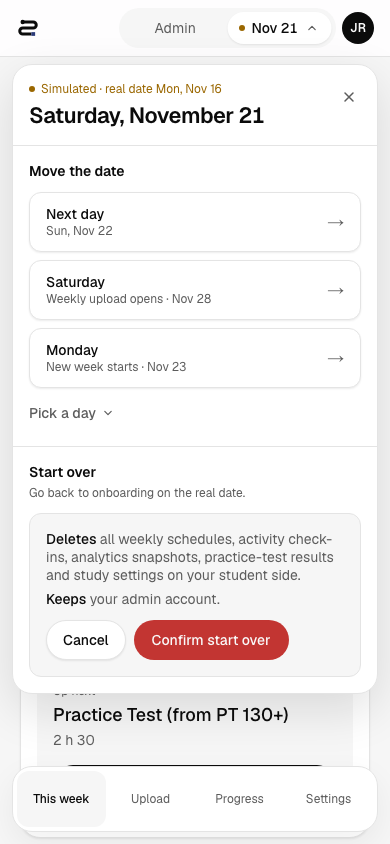 Admin
Nov 21
JR
Simulated · real date Mon, Nov 16
Saturday, November 21
Move the date
Next day
Sun, Nov 22
Saturday
Weekly upload opens · Nov 28
Monday
New week starts · Nov 23
Pick a day
Start over
Go back to onboarding on the real date.
Deletes all weekly schedules, activity check-
ins, analytics snapshots, practice-test results
and study settings on your student side.
Keeps your admin account.
Cancel
Confirm start over
Practice Test (from PT 130+)
2 h 30
This week
Upload
Progress
Settings